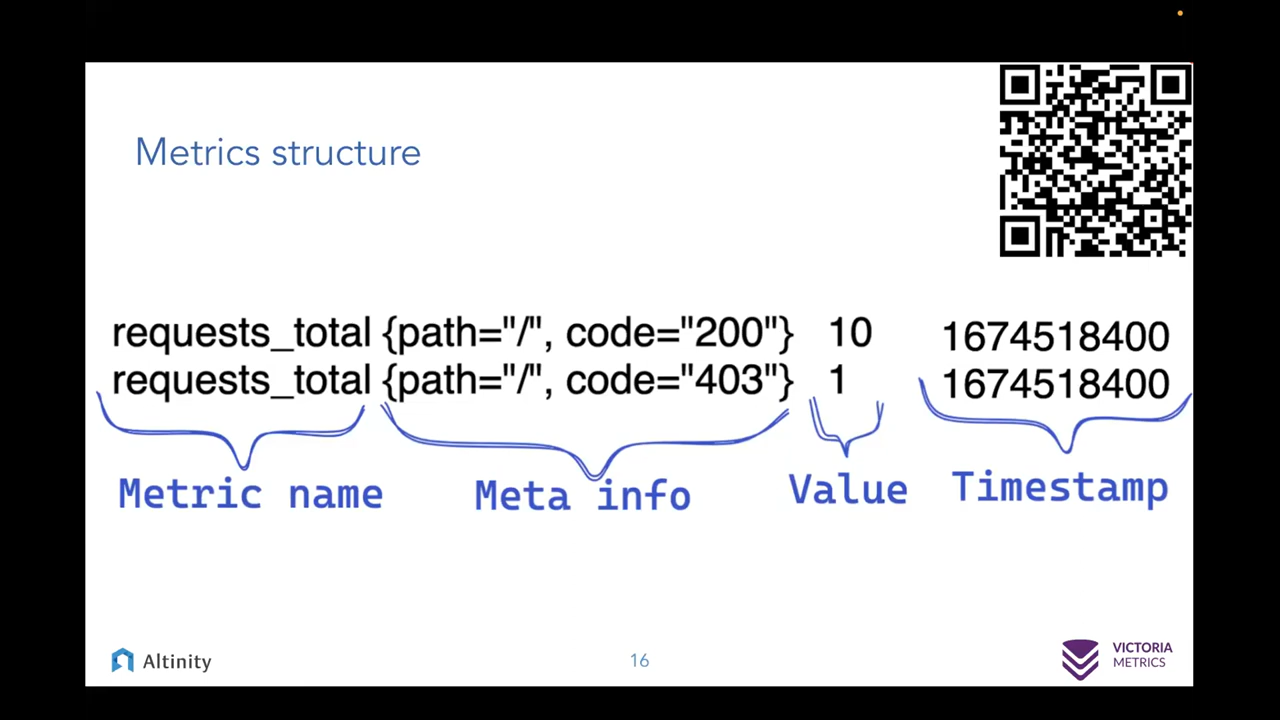 Metrics structure
requests_total {path="/", code="200"} 10 1674518400
requests_total {path="/", code="403"} 1 1674518400
Metric name Meta info Value Timestamp
Altinity 16 VICTORIA
METRICS